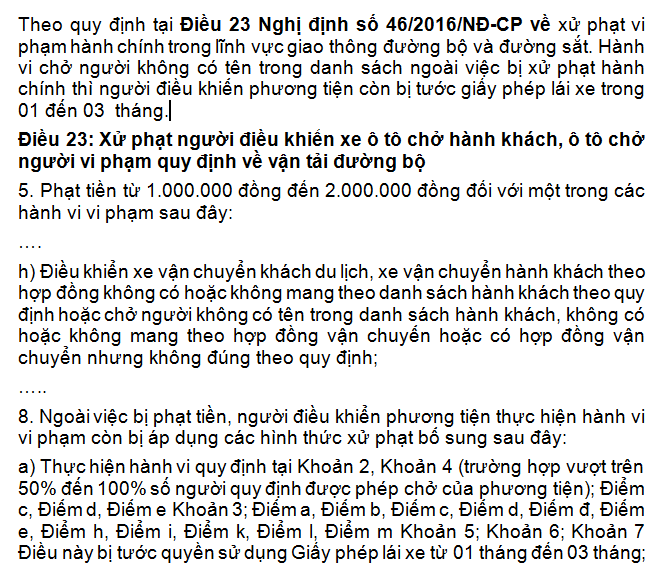 Theo quy định tại Điều 23 Nghị định số 46/2016/NĐ-CP về xử phạt vi
phạm hành chính trong lĩnh vực giao thông đường bộ và đường sắt. Hành
vi chở người không có tên trong danh sách ngoài việc bị xử phạt hành
chính thì người điều khiển phương tiện còn bị tước giấy phép lái xe trong
01 đến 03 tháng.
Điều 23: Xử phạt người điều khiển xe ô tô chở hành khách, ô tô chở
người vi phạm quy định về vận tải đường bộ
5. Phạt tiền từ 1.000.000 đồng đến 2.000.000 đồng đối với một trong các
hành vi vi phạm sau đây:
....
h) Điều khiển xe vận chuyển khách du lịch, xe vận chuyển hành khách theo
hợp đồng không có hoặc không mang theo danh sách hành khách theo quy
định hoặc chở người không có tên trong danh sách hành khách, không có
hoặc không mang theo hợp đồng vận chuyển hoặc có hợp đồng vận
chuyển nhưng không đúng theo quy định;
.....
8. Ngoài việc bị phạt tiền, người điều khiển phương tiện thực hiện hành vi
vi phạm còn bị áp dụng các hình thức xử phạt bổ sung sau đây:
a) Thực hiện hành vi quy định tại Khoản 2, Khoản 4 (trường hợp vượt trên
50% đến 100% số người quy định được phép chở của phương tiện); Điểm
c, Điểm d, Điểm e Khoản 3; Điểm a, Điểm b, Điểm c, Điểm d, Điểm đ, Điểm
e, Điểm h, Điểm i, Điểm k, Điểm l, Điểm m Khoản 5; Khoản 6; Khoản 7
Điều này bị tước quyền sử dụng Giấy phép lái xe từ 01 tháng đến 03 tháng;